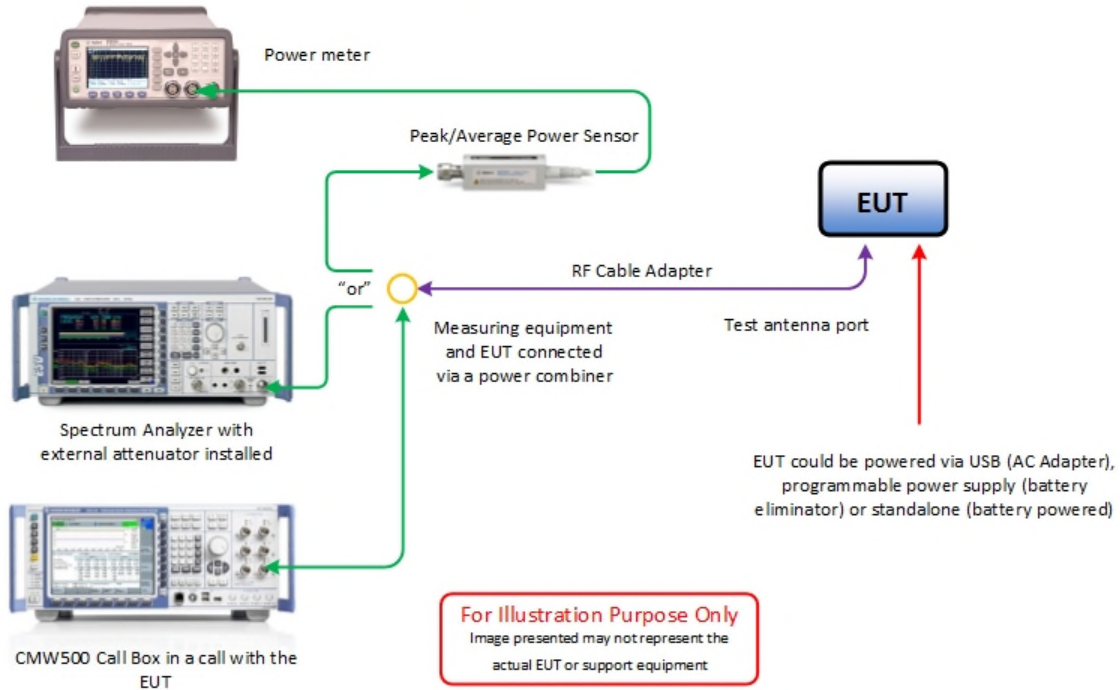 Power meter
Peak/Average Power Sensor
EUT
RF Cable Adapter
"or"
Measuring equipment
and EUT connected
via a power combiner
Test antenna port
Spectrum Analyzer with
external attenuator installed
EUT could be powered via USB (AC Adapter),
programmable power supply (battery
eliminator) or standalone (battery powered)
For Illustration Purpose Only
Image presented may not represent the
actual EUT or support equipment
CMW500 Call Box in a call with the
EUT